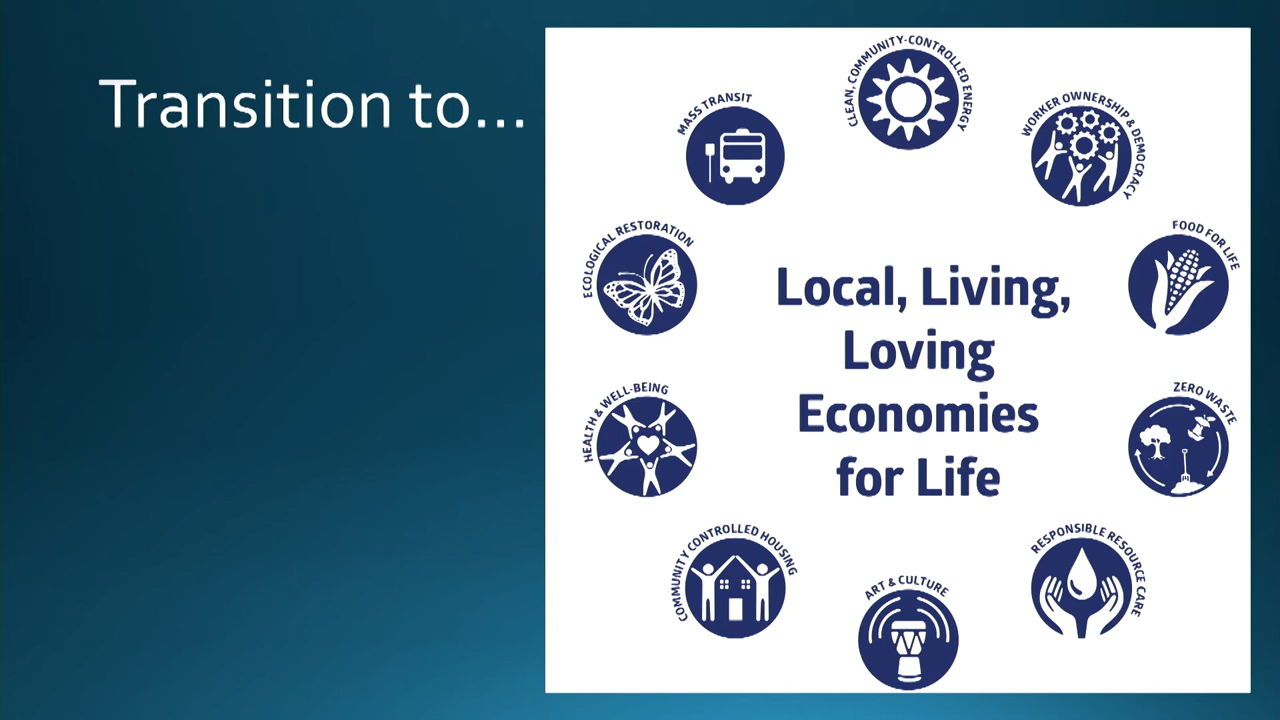 Transition to...
CLEAN, COMMUNITY-CONTROLLED ENERGY
MASS TRANSIT
WORKER OWNERSHIP & DEMOCRACY
ECOLOGICAL RESTORATION
FOOD FOR LIFE
Local, Living,
Loving
Economies
for Life
HEALTH & WELL-BEING
ZERO WASTE
COMMUNITY CONTROLLED HOUSING
RESPONSIBLE RESOURCE CARE
ART & CULTURE